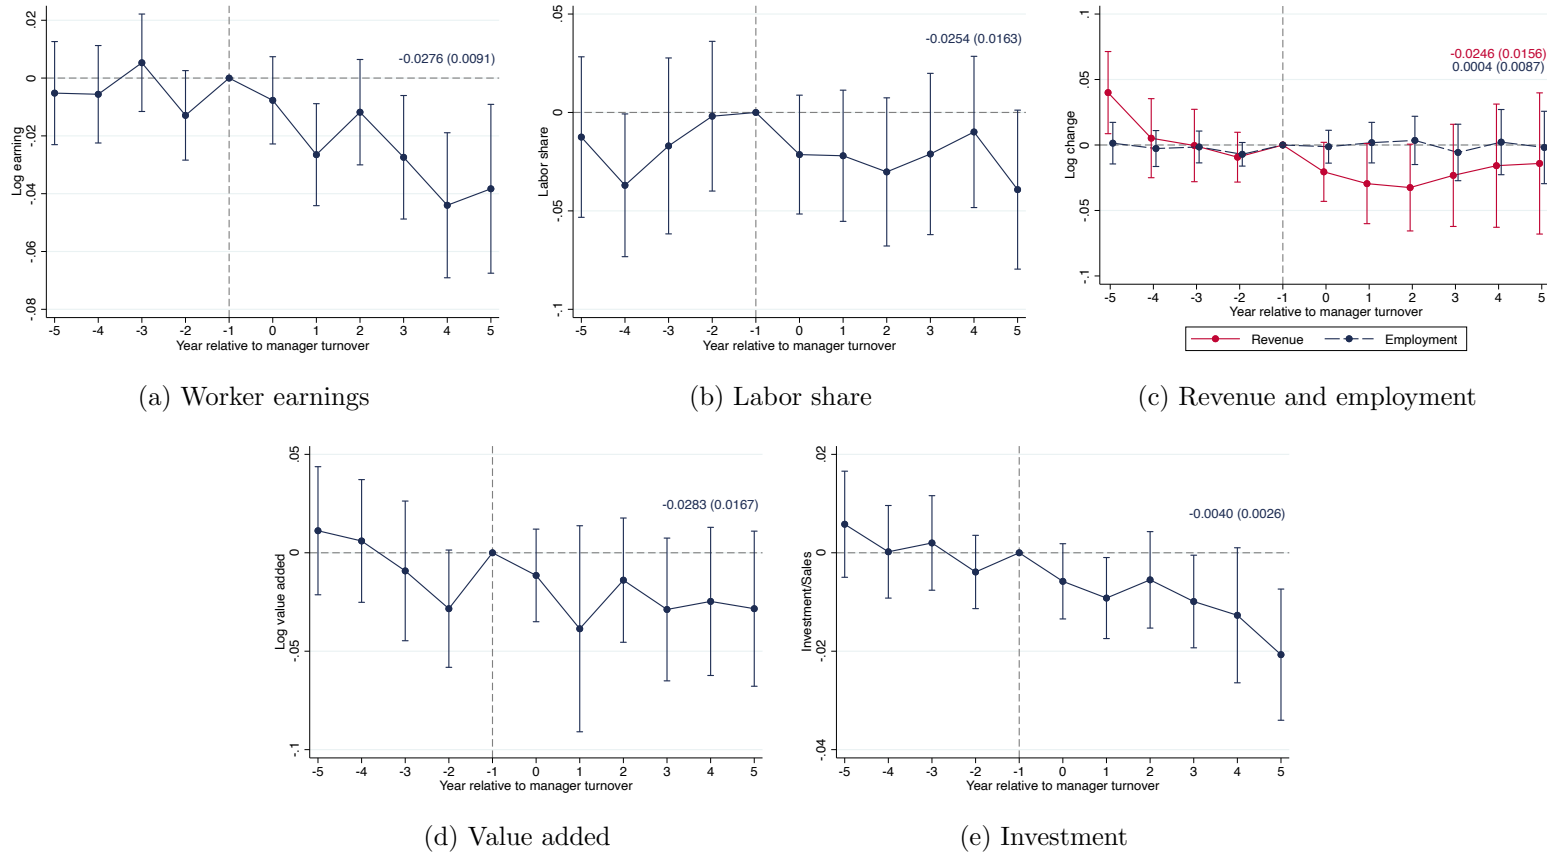 -0.0276 (0.0091)
Log earning
.02
0
-.02
-.04
-.06
-.08
-5 -4 -3 -2 -1 0 1 2 3 4 5
Year relative to manager turnover
(a) Worker earnings
-0.0254 (0.0163)
Labor share
.05
0
-.05
-.1
-5 -4 -3 -2 -1 0 1 2 3 4 5
Year relative to manager turnover
(b) Labor share
-0.0246 (0.0156)
0.0004 (0.0087)
Log change
.1
.05
0
-.05
-.1
-5 -4 -3 -2 -1 0 1 2 3 4 5
Year relative to manager turnover
Revenue Employment
(c) Revenue and employment
-0.0283 (0.0167)
Log value added
.05
0
-.05
-.1
-5 -4 -3 -2 -1 0 1 2 3 4 5
Year relative to manager turnover
(d) Value added
-0.0040 (0.0026)
Investment/Sales
.02
0
-.02
-.04
-5 -4 -3 -2 -1 0 1 2 3 4 5
Year relative to manager turnover
(e) Investment